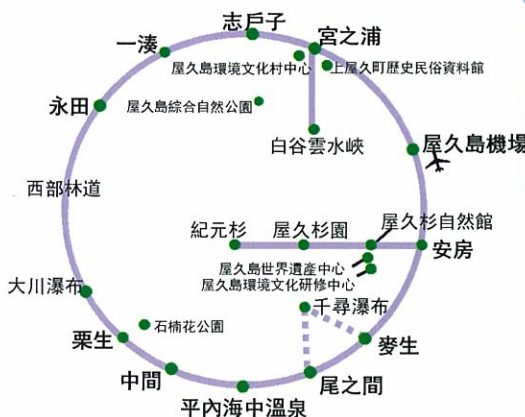 志戶子
宮之浦
一湊
屋久島環境文化村中心
上屋久町歷史民俗資料館
永田
屋久島綜合自然公園
白谷雲水峽
屋久島機場
西部林道
屋久杉自然館
紀元杉
屋久杉園
安房
屋久島世界遺產中心
屋久島環境文化研修中心
大川瀑布
千尋瀑布
石楠花公園
栗生
麥生
中間
尾之間
平內海中溫泉